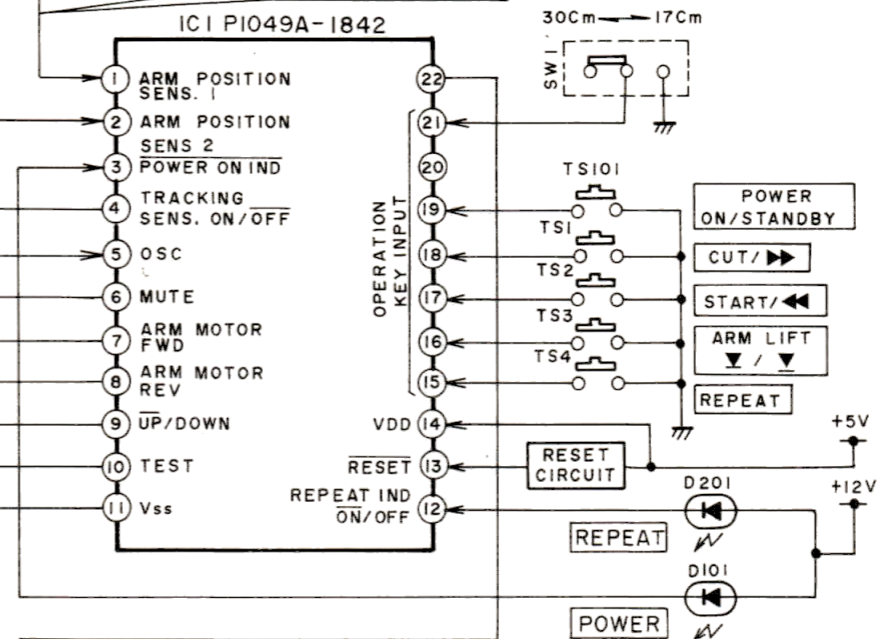 IC1 P1049A-1842
30Cm 17Cm
SW1
1 ARM POSITION
SENS. 1
22
2 ARM POSITION
SENS 2
21
3 POWER ON IND
20
4 TRACKING
SENS. ON/OFF
19
5 OSC
18
6 MUTE
17
7 ARM MOTOR
FWD
16
8 ARM MOTOR
REV
15
9 UP/DOWN
VDD 14
10 TEST
RESET 13
11 Vss
REPEAT IND
ON/OFF 12
OPERATION
KEY INPUT
TS101
TS1
TS2
TS3
TS4
POWER
ON/STANDBY
CUT/▶▶
START/◀◀
ARM LIFT
▼ / ▼
REPEAT
+5V
RESET
CIRCUIT
+12V
D201
REPEAT
D101
POWER